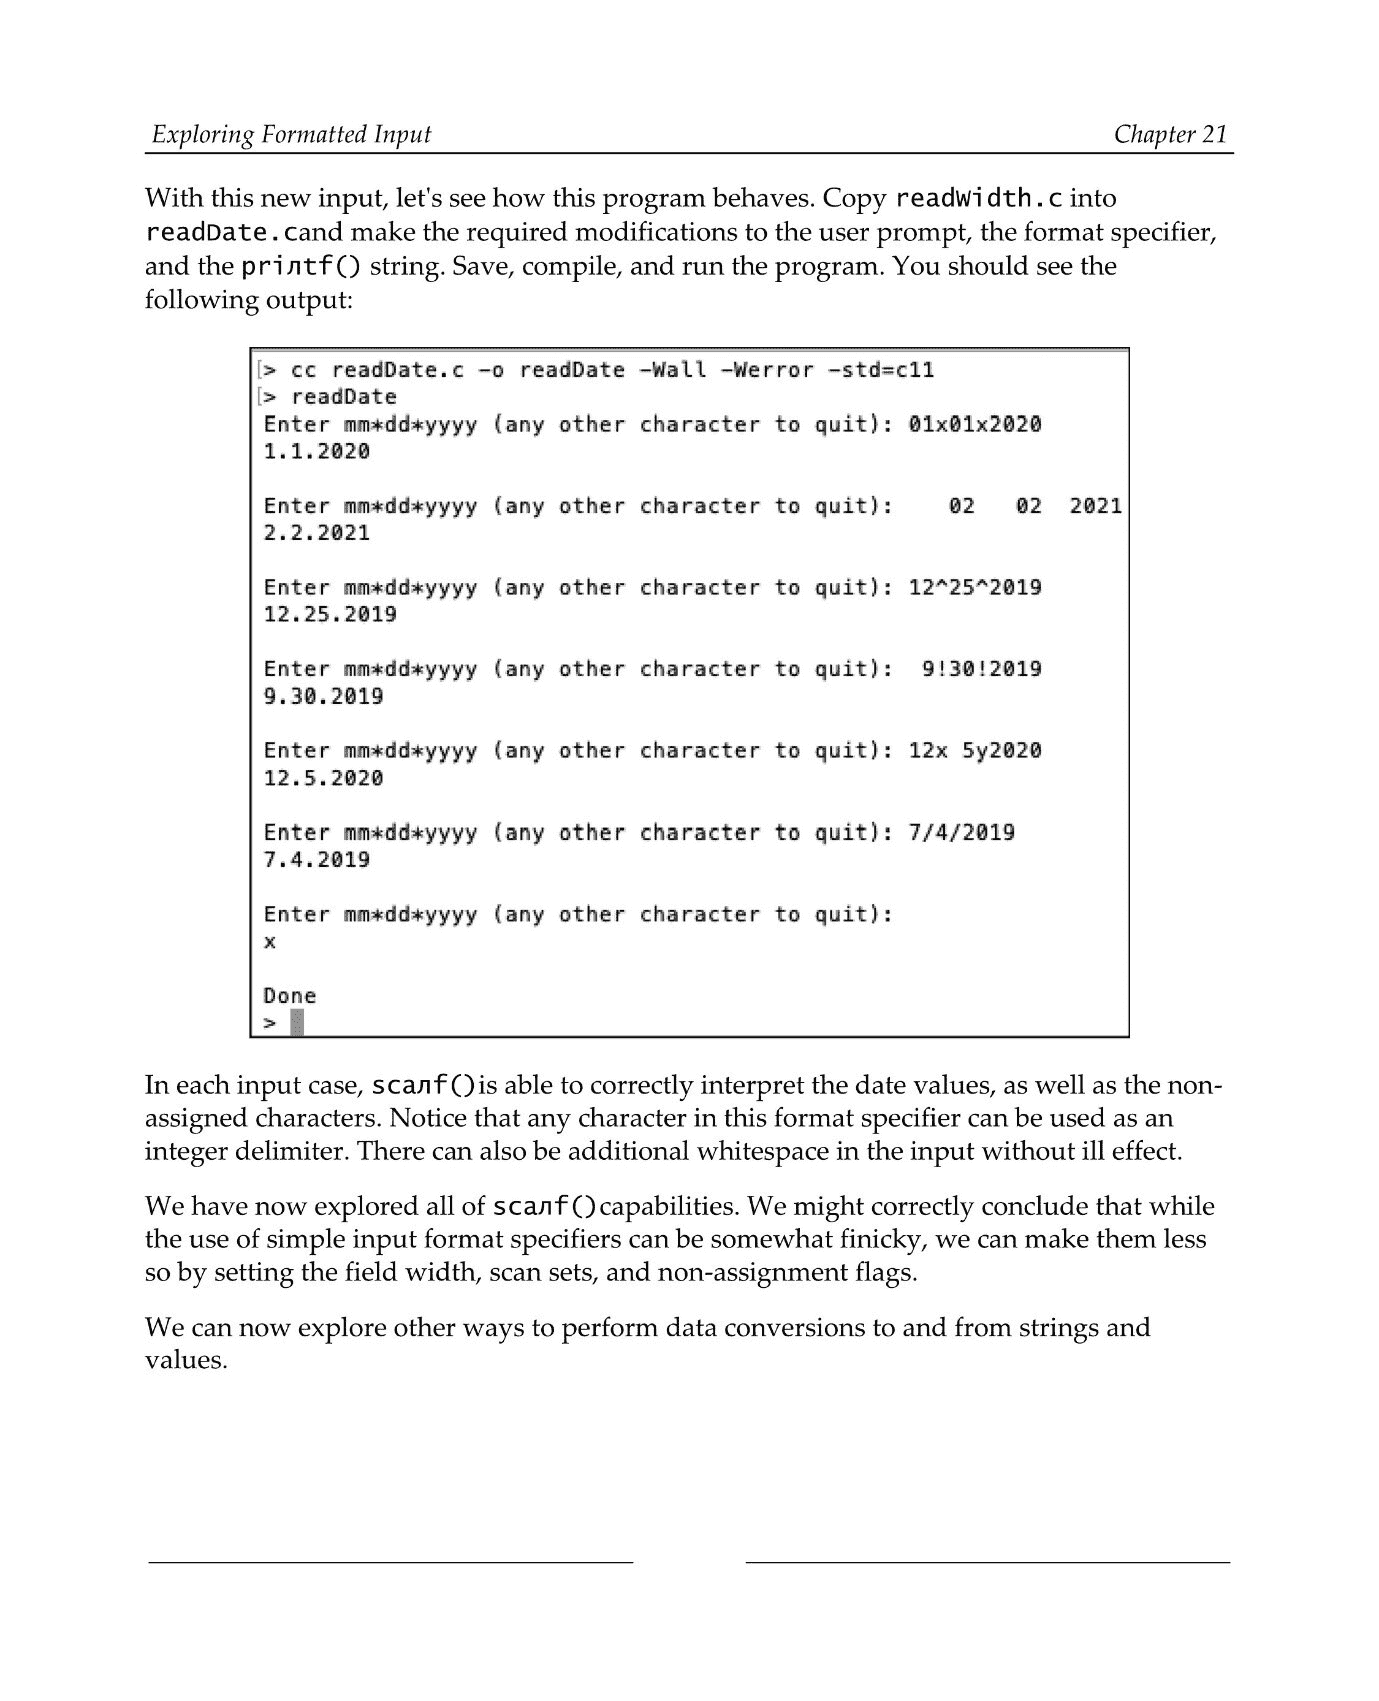 Exploring Formatted Input Chapter 21
With this new input, let's see how this program behaves. Copy readWidth.c into
readDate.cand make the required modifications to the user prompt, the format specifier,
and the printf() string. Save, compile, and run the program. You should see the
following output:
[> cc readDate.c -o readDate -Wall -Werror -std=c11
[> readDate
Enter mm*dd*yyyy (any other character to quit): 01x01x2020
1.1.2020
Enter mm*dd*yyyy (any other character to quit):    02   02  2021
2.2.2021
Enter mm*dd*yyyy (any other character to quit): 12^25^2019
12.25.2019
Enter mm*dd*yyyy (any other character to quit):  9!30!2019
9.30.2019
Enter mm*dd*yyyy (any other character to quit): 12x 5y2020
12.5.2020
Enter mm*dd*yyyy (any other character to quit): 7/4/2019
7.4.2019
Enter mm*dd*yyyy (any other character to quit):
x
Done
>
In each input case, scanf()is able to correctly interpret the date values, as well as the non-
assigned characters. Notice that any character in this format specifier can be used as an
integer delimiter. There can also be additional whitespace in the input without ill effect.
We have now explored all of scanf()capabilities. We might correctly conclude that while
the use of simple input format specifiers can be somewhat finicky, we can make them less
so by setting the field width, scan sets, and non-assignment flags.
We can now explore other ways to perform data conversions to and from strings and
values.